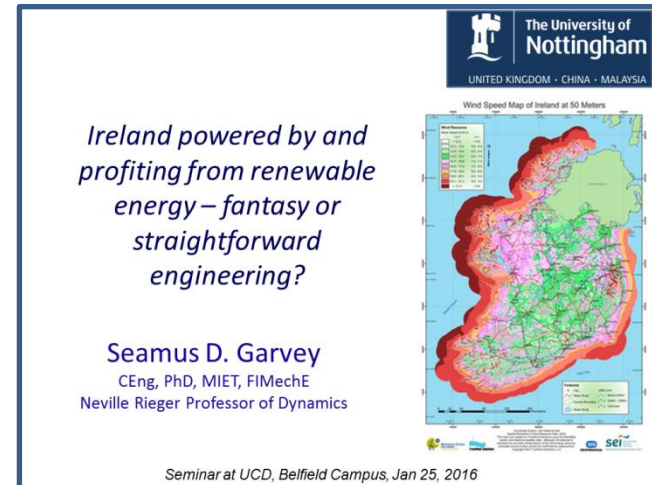 The University of
Nottingham
UNITED KINGDOM · CHINA · MALAYSIA
Wind Speed Map of Ireland at 50 Meters
Ireland powered by and
profiting from renewable
energy – fantasy or
straightforward
engineering?
Seamus D. Garvey
CEng, PhD, MIET, FIMechE
Neville Rieger Professor of Dynamics
Features
sei
Seminar at UCD, Belfield Campus, Jan 25, 2016